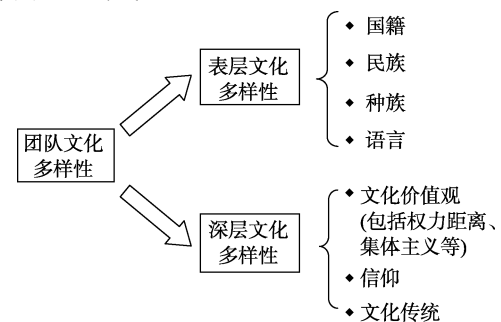 团队文化
多样性
表层文化
多样性
国籍
民族
种族
语言
深层文化
多样性
文化价值观
(包括权力距离、
集体主义等)
信仰
文化传统